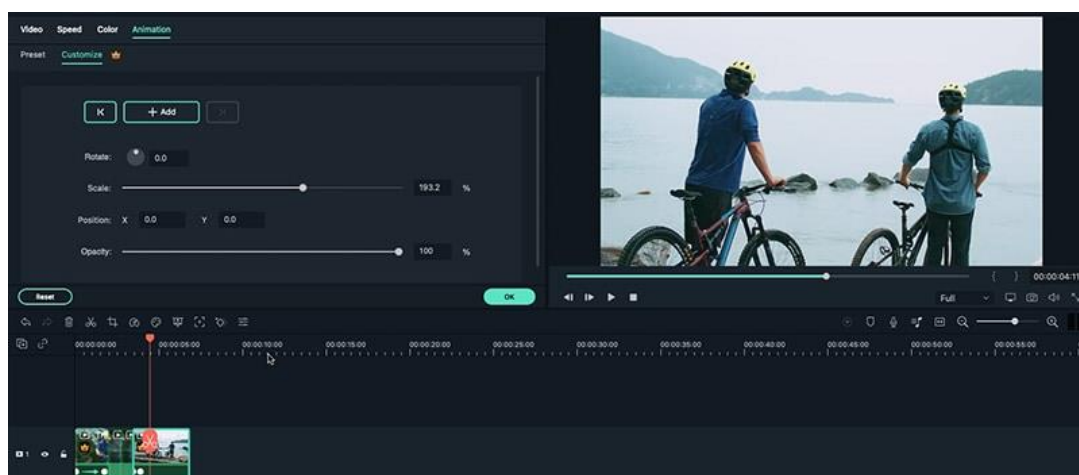 Video Speed Color Animation
Preset Customize
+ Add
Rotate: 0.0
Scale: 193.2 %
Position: X 0.0 Y 0.0
Opacity: 100 %
Reset OK
{ } 00:00:04:11
Full
00:00:00:00 00:00:05:00 00:00:10:00 00:00:15:00 00:00:20:00 00:00:25:00 00:00:30:00 00:00:35:00 00:00:40:00 00:00:45:00 00:00:50:00 00:00:55:00
1